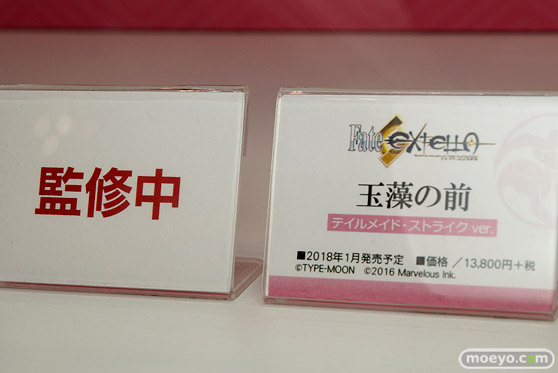 監修中
Fate EXTELLA
玉藻の前
テイルメイド・ストライク ver.
■2018年1月発売予定 ■価格／13,800円＋税
©TYPE-MOON ©2016 Marvelous Inc.
moeyo.com